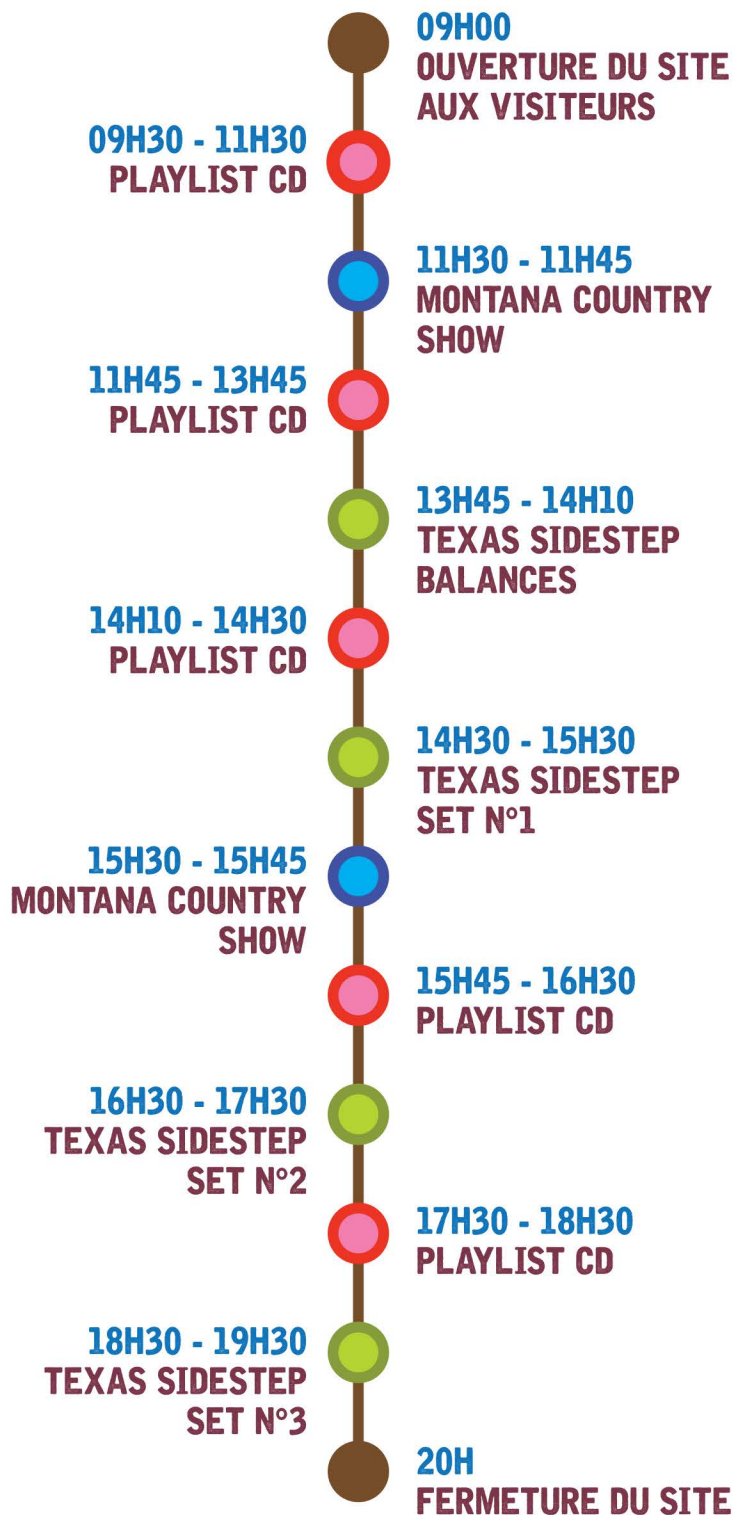 09H00
OUVERTURE DU SITE
AUX VISITEURS
09H30 - 11H30
PLAYLIST CD
11H30 - 11H45
MONTANA COUNTRY
SHOW
11H45 - 13H45
PLAYLIST CD
13H45 - 14H10
TEXAS SIDESTEP
BALANCES
14H10 - 14H30
PLAYLIST CD
14H30 - 15H30
TEXAS SIDESTEP
SET N°1
15H30 - 15H45
MONTANA COUNTRY
SHOW
15H45 - 16H30
PLAYLIST CD
16H30 - 17H30
TEXAS SIDESTEP
SET N°2
17H30 - 18H30
PLAYLIST CD
18H30 - 19H30
TEXAS SIDESTEP
SET N°3
20H
FERMETURE DU SITE